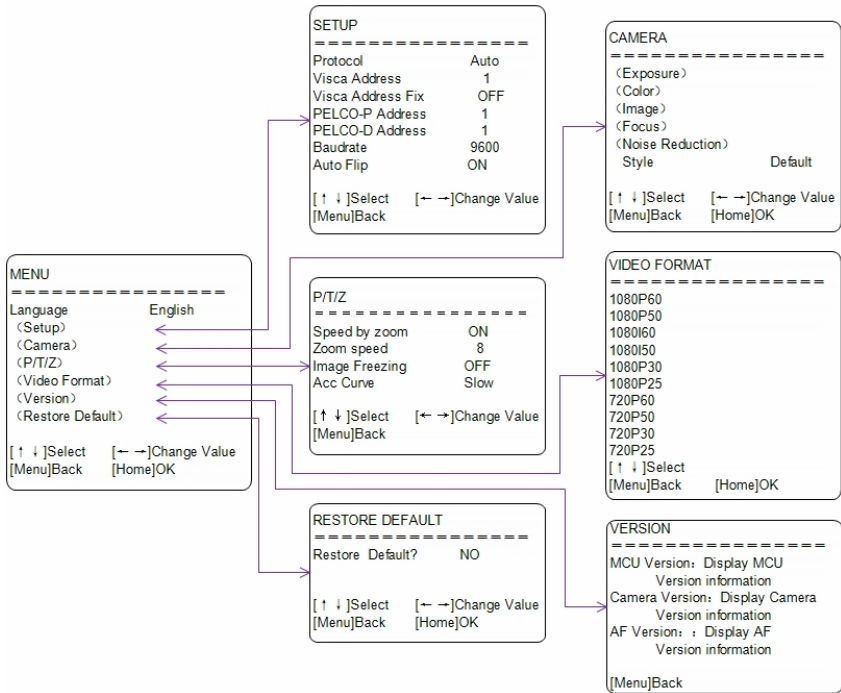 MENU
= = = = = = = = = = = = = = = =
Language English
（Setup）
（Camera）
（P/T/Z）
（Video Format）
（Version）
（Restore Default）
[ ↑ ↓ ]Select [← →]Change Value
[Menu]Back [Home]OK
SETUP
= = = = = = = = = = = = = = = =
Protocol Auto
Visca Address 1
Visca Address Fix OFF
PELCO-P Address 1
PELCO-D Address 1
Baudrate 9600
Auto Flip ON
[ ↑ ↓ ]Select [← →]Change Value
[Menu]Back
P/T/Z
= = = = = = = = = = = = = = = =
Speed by zoom ON
Zoom speed 8
Image Freezing OFF
Acc Curve Slow
[ ↑ ↓ ]Select [← →]Change Value
[Menu]Back
RESTORE DEFAULT
= = = = = = = = = = = = = = = =
Restore Default? NO
[ ↑ ↓ ]Select [← →]Change Value
[Menu]Back [Home]OK
CAMERA
= = = = = = = = = = = = = = = =
（Exposure）
（Color）
（Image）
（Focus）
（Noise Reduction）
Style Default
[ ↑ ↓ ]Select [← →]Change Value
[Menu]Back [Home]OK
VIDEO FORMAT
= = = = = = = = = = = = = = = =
1080P60
1080P50
1080I60
1080I50
1080P30
1080P25
720P60
720P50
720P30
720P25
[ ↑ ↓ ]Select
[Menu]Back [Home]OK
VERSION
= = = = = = = = = = = = = = = =
MCU Version：Display MCU
Version information
Camera Version：Display Camera
Version information
AF Version：：Display AF
Version information
[Menu]Back